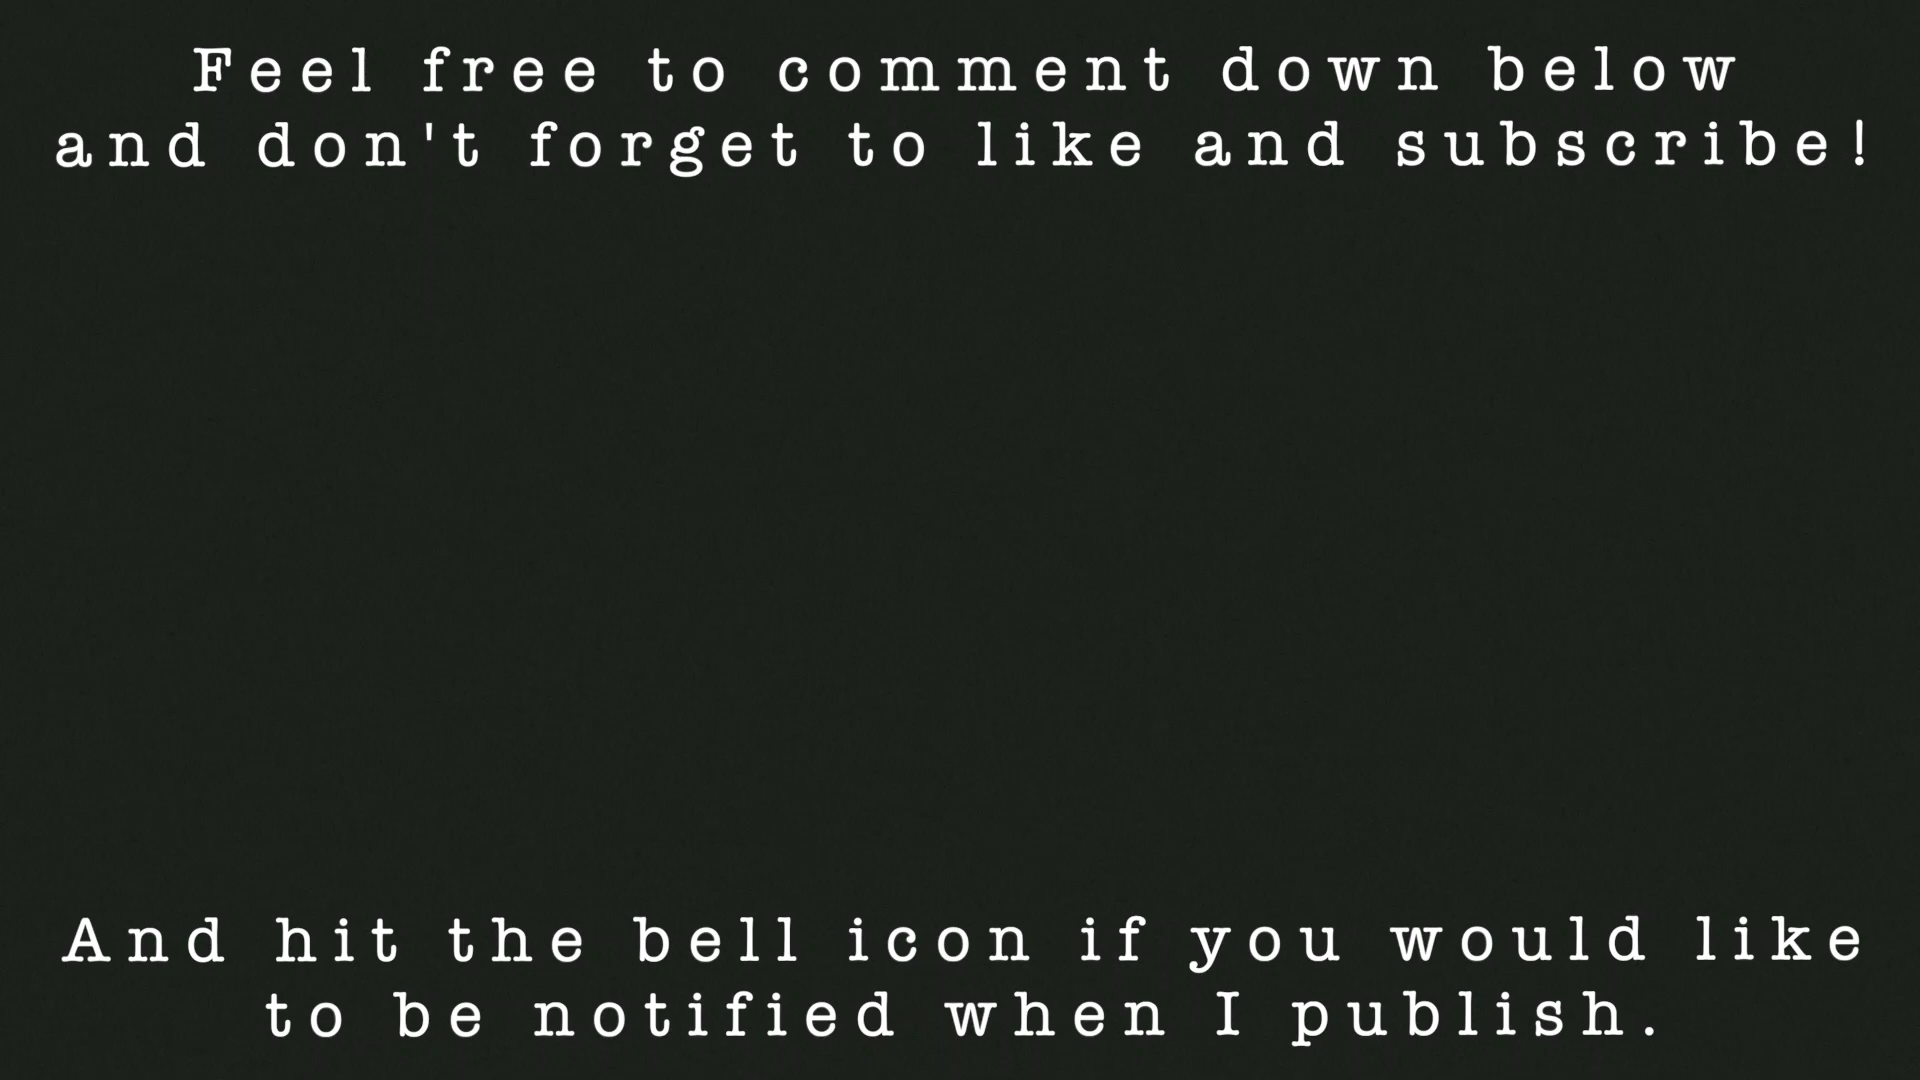 Feel free to comment down below
and don't forget to like and subscribe!
And hit the bell icon if you would like
to be notified when I publish.